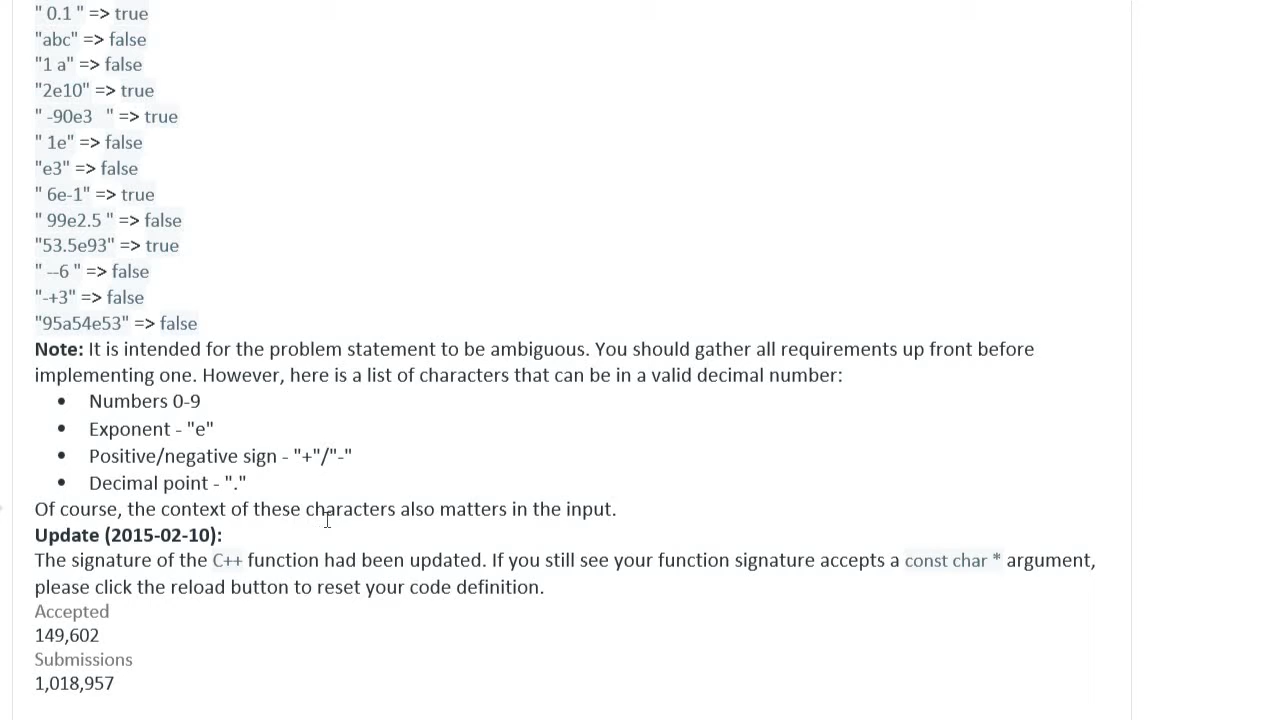 " 0.1 " => true
"abc" => false
"1 a" => false
"2e10" => true
" -90e3   " => true
" 1e" => false
"e3" => false
" 6e-1" => true
" 99e2.5 " => false
"53.5e93" => true
" --6 " => false
"-+3" => false
"95a54e53" => false
Note: It is intended for the problem statement to be ambiguous. You should gather all requirements up front before
implementing one. However, here is a list of characters that can be in a valid decimal number:
• Numbers 0-9
• Exponent - "e"
• Positive/negative sign - "+"/"-"
• Decimal point - "."
Of course, the context of these characters also matters in the input.
Update (2015-02-10):
The signature of the C++ function had been updated. If you still see your function signature accepts a const char * argument,
please click the reload button to reset your code definition.
Accepted
149,602
Submissions
1,018,957